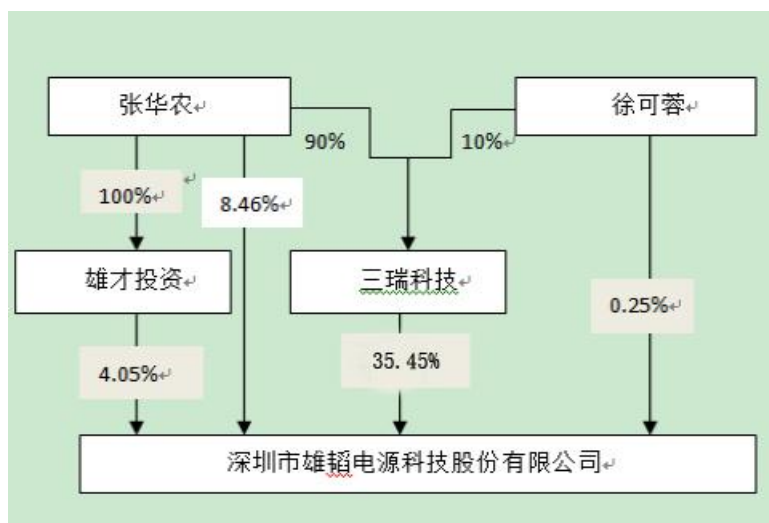 张华农
徐可蓉
90%
10%
100%
8.46%
雄才投资
三瑞科技
0.25%
4.05%
35.45%
深圳市雄韬电源科技股份有限公司